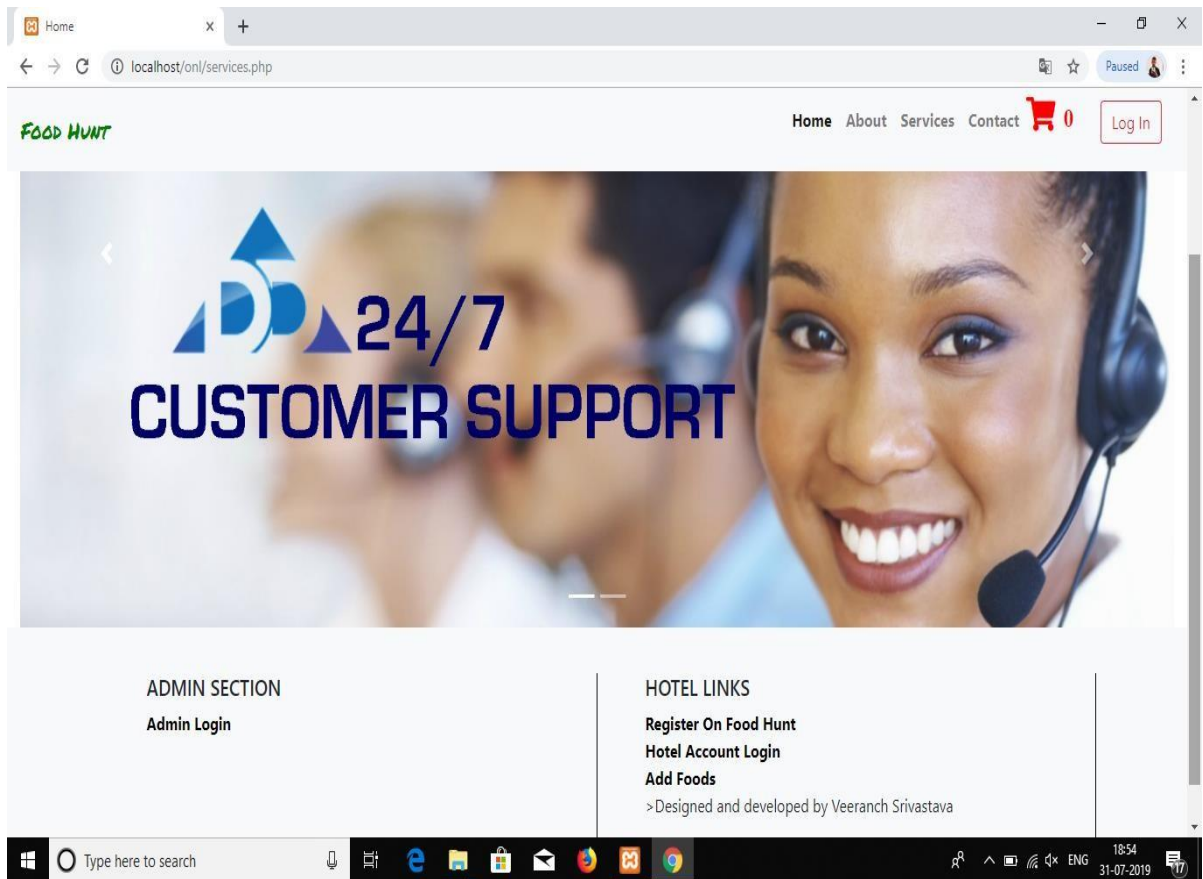 Home
localhost/onl/services.php
Paused
FOOD HUNT
Home About Services Contact 0 Log In
24/7
CUSTOMER SUPPORT
ADMIN SECTION
Admin Login
HOTEL LINKS
Register On Food Hunt
Hotel Account Login
Add Foods
>Designed and developed by Veeranch Srivastava
Type here to search
ENG
18:54
31-07-2019
17